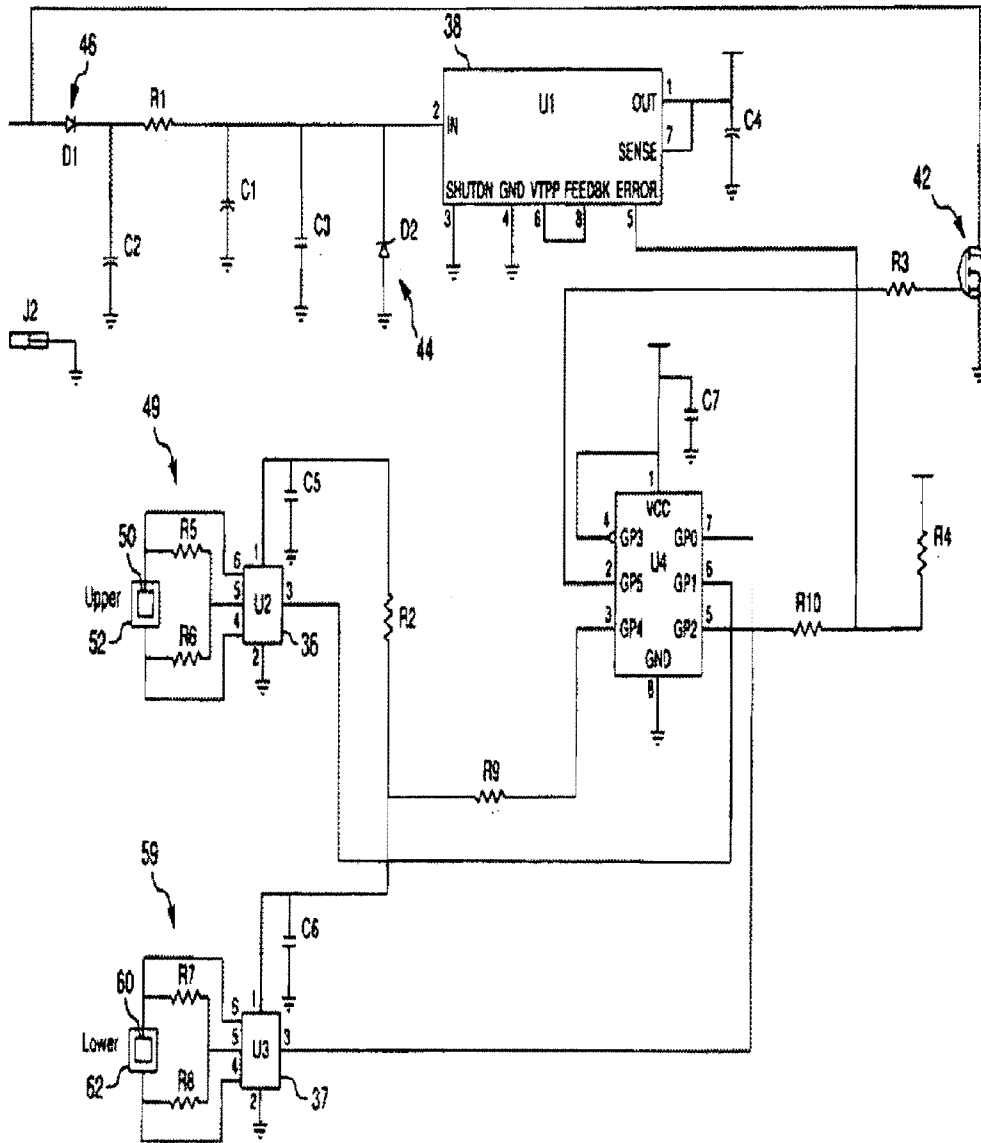 46
38
R1
U1
OUT
1
2
IN
C4
D1
SENSE
7
C1
SHUTDN GND VTPP FEEDBK ERROR
3 4 6 8 5
42
C3
D2
C2
R3
J2
44
49
C7
C5
1
VCC
R5
4
GP3
GP0
7
50
6
1
U4
R4
Upper
5
U2
3
2
GP5
GP1
6
R2
R10
52
4
3
GP4
GP2
5
R6
2
36
GND
8
R9
59
C6
R7
60
1
6
Lower
5
U3
3
4
62
R8
2
37